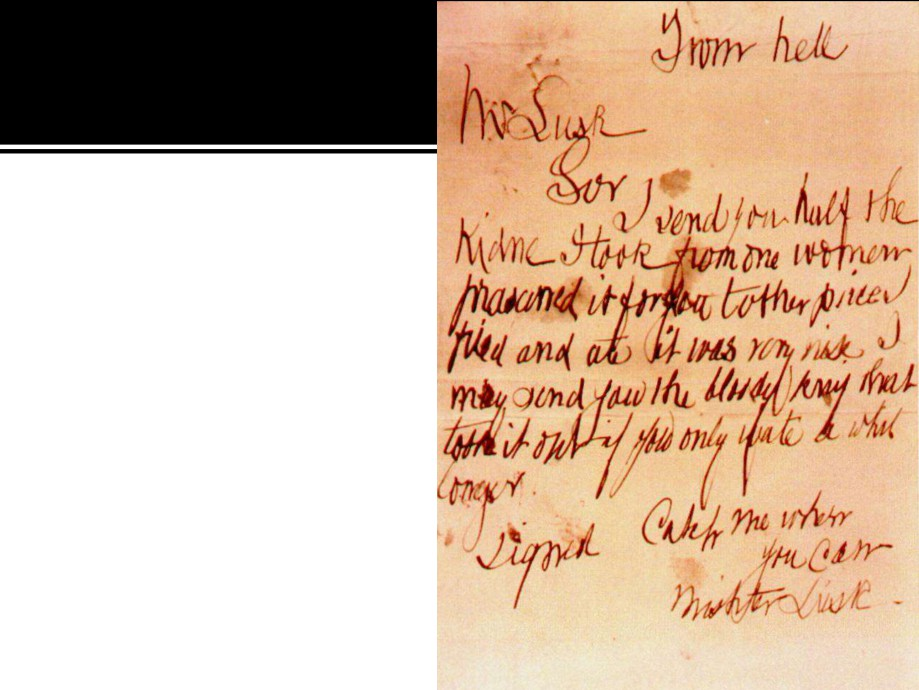 From hell
Mr Lusk
Sor
I send you half the
Kidne I took from one women
prasarved it for you tother piece I
fried and ate it was very nise I
may send you the bloody knif that
took it out if you only wate a whil
longer.
signed Catch me when
you Can
Mishter Lusk.